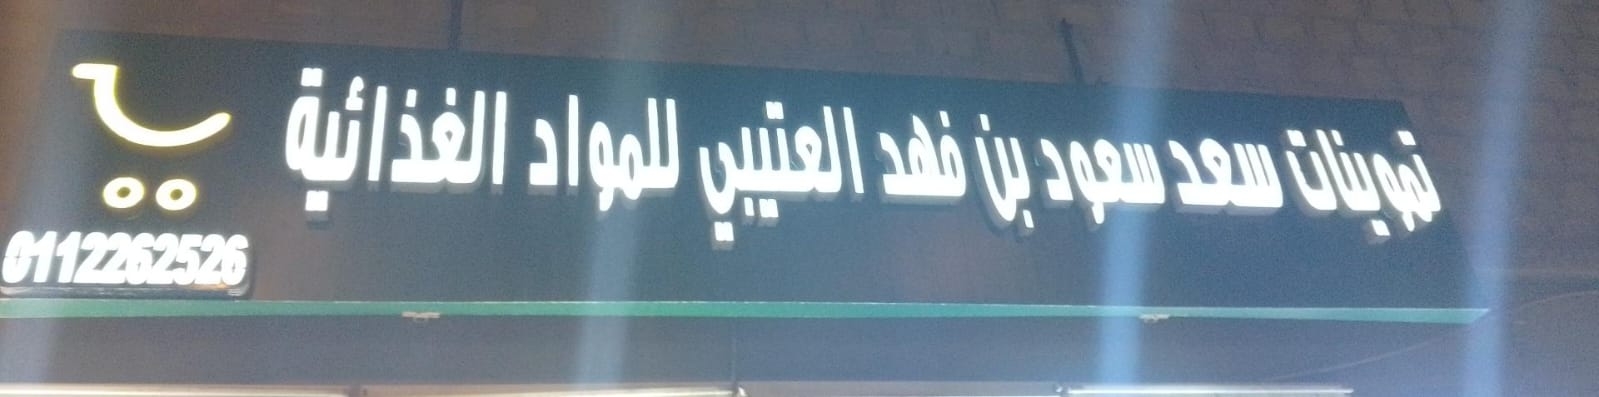 تموينات سعد سعود بن فهد العتيبي للمواد الغذائية
0112262526